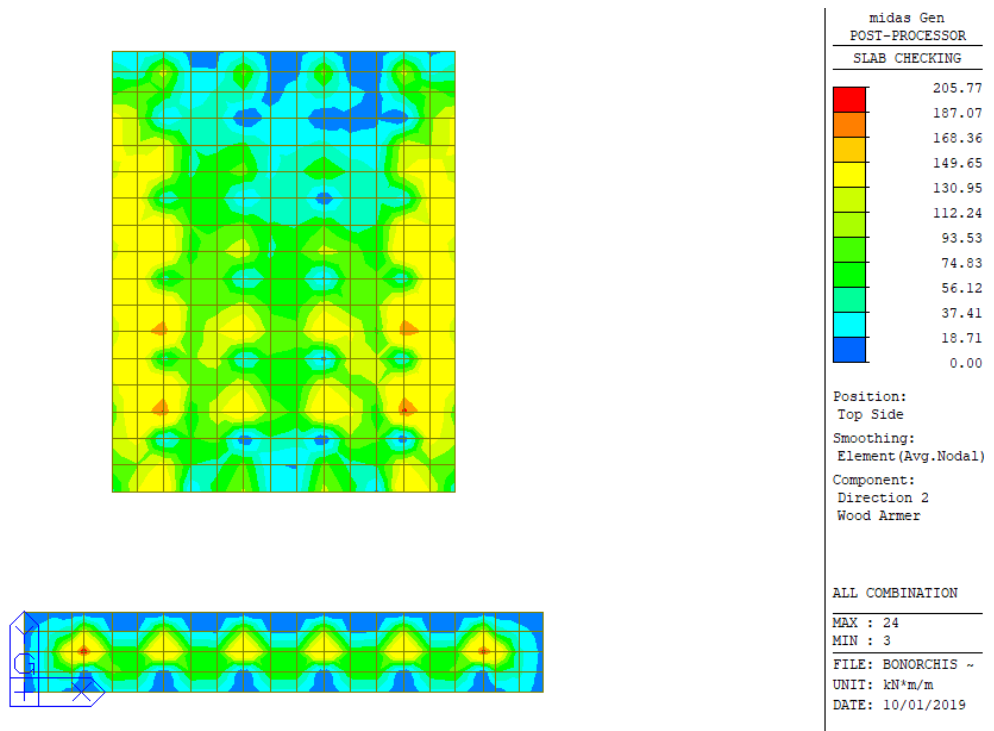 midas Gen
POST-PROCESSOR
SLAB CHECKING
205.77
187.07
168.36
149.65
130.95
112.24
93.53
74.83
56.12
37.41
18.71
0.00
Position:
Top Side
Smoothing:
Element(Avg.Nodal)
Component:
Direction 2
Wood Armer
ALL COMBINATION
MAX : 24
MIN : 3
FILE: BONORCHIS ~
UNIT: kN*m/m
DATE: 10/01/2019
Y
G
X